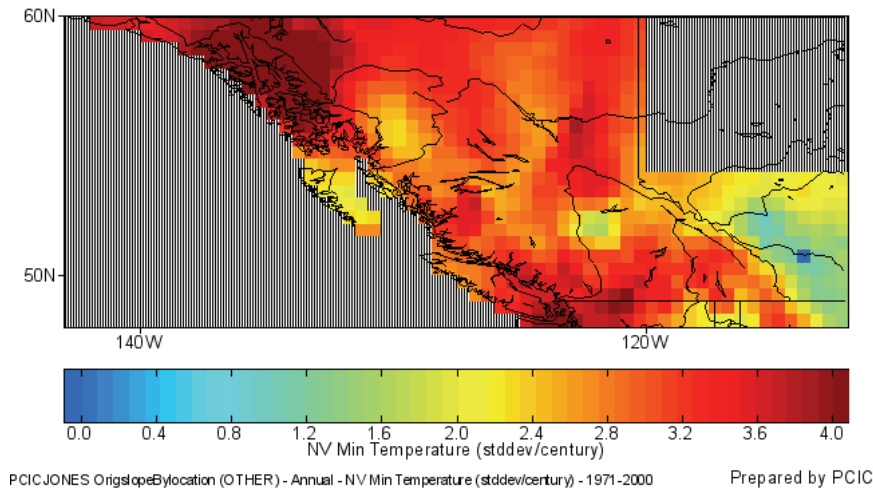 60N
50N
140W 120W
0.0 0.4 0.8 1.2 1.6 2.0 2.4 2.8 3.2 3.6 4.0
NV Min Temperature (stddev/century)
PCICJONES OrigslopeBylocation (OTHER) - Annual - NV Min Temperature (stddev/century) - 1971-2000 Prepared by PCIC